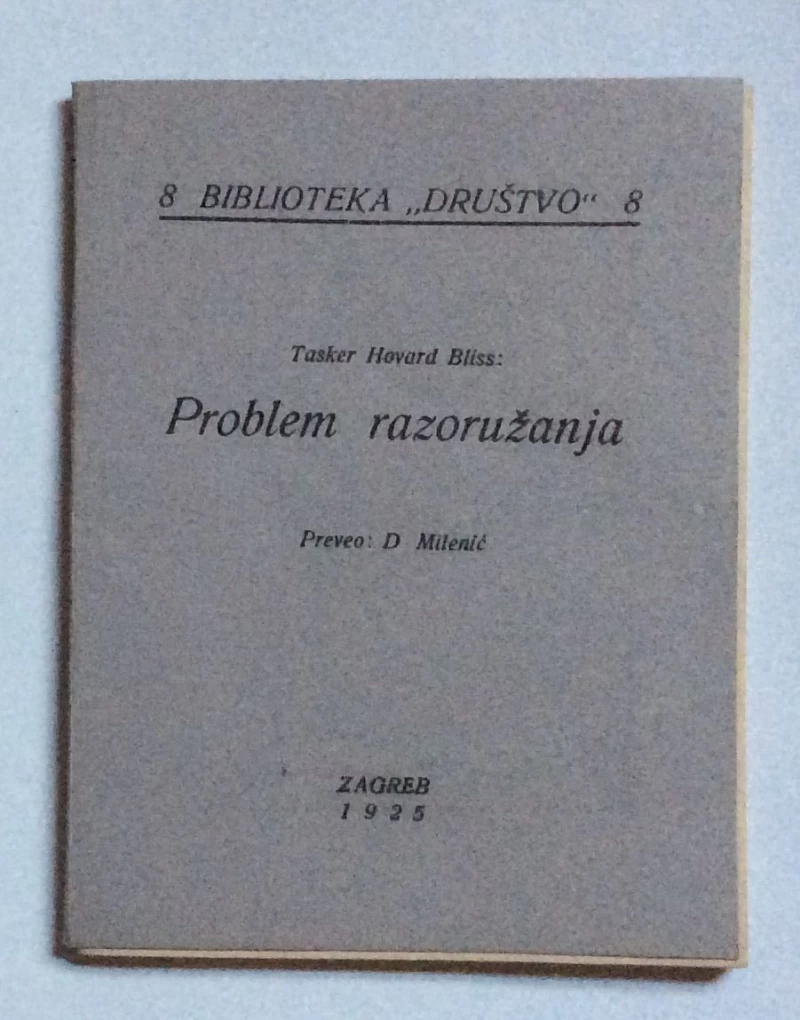 8 BIBLIOTEKA „DRUŠTVO“ 8
Tasker Hovard Bliss:
Problem razoružanja
Preveo: D Milenić
ZAGREB
1925